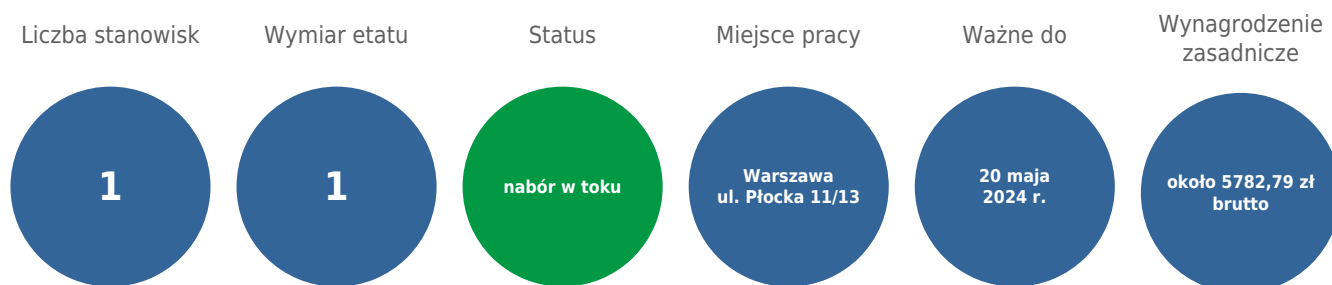 Liczba stanowisk
1
Wymiar etatu
1
Status
nabór w toku
Miejsce pracy
Warszawa
ul. Płocka 11/13
Ważne do
20 maja
2024 r.
Wynagrodzenie
zasadnicze
około 5782,79 zł
brutto